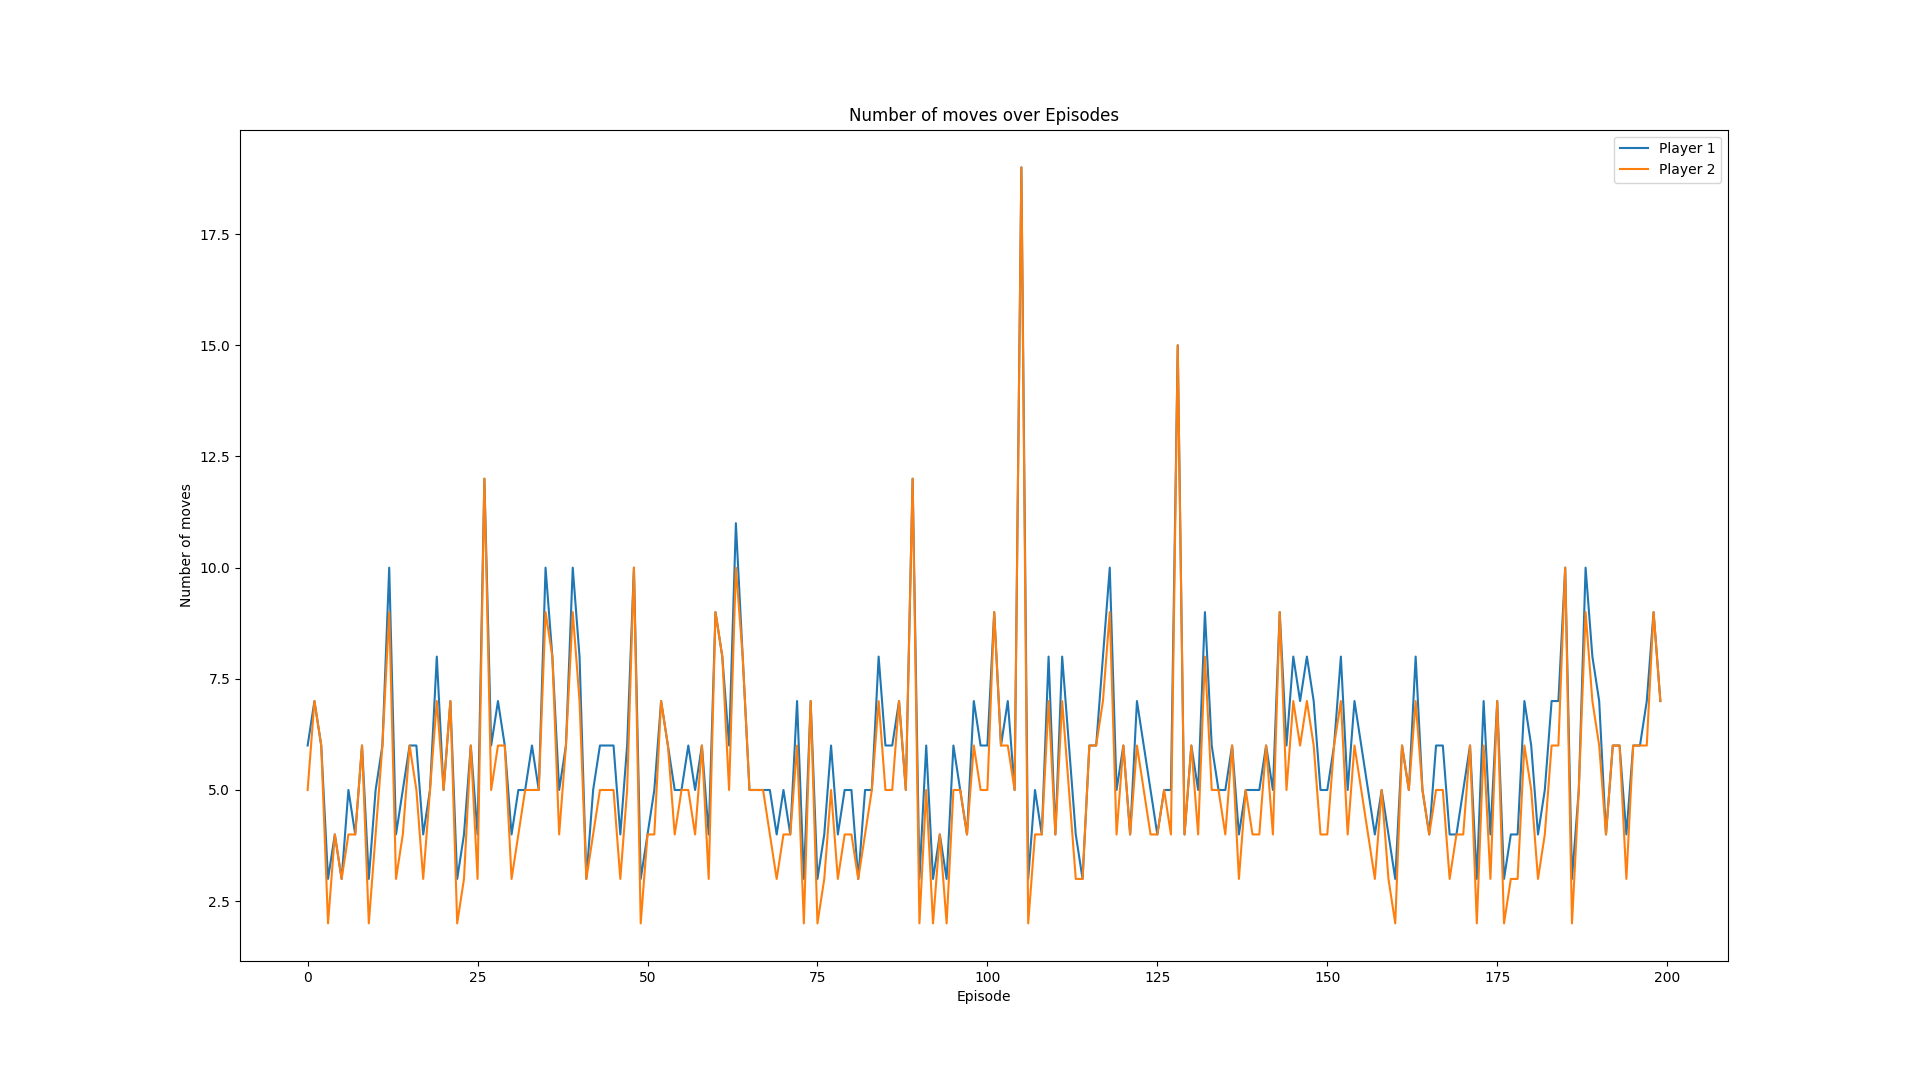 Number of moves over Episodes
Player 1
Player 2
17.5
15.0
12.5
10.0
7.5
5.0
2.5
Number of moves
0 25 50 75 100 125 150 175 200
Episode